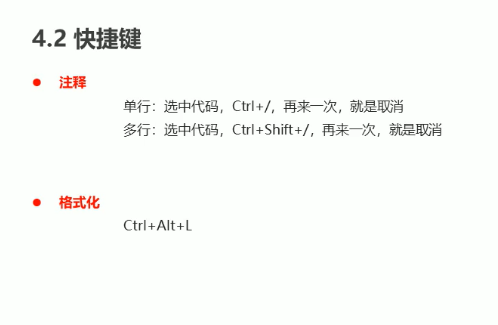 4.2 快捷键
● 注释
单行：选中代码，Ctrl+/，再来一次，就是取消
多行：选中代码，Ctrl+Shift+/，再来一次，就是取消
● 格式化
Ctrl+Alt+L